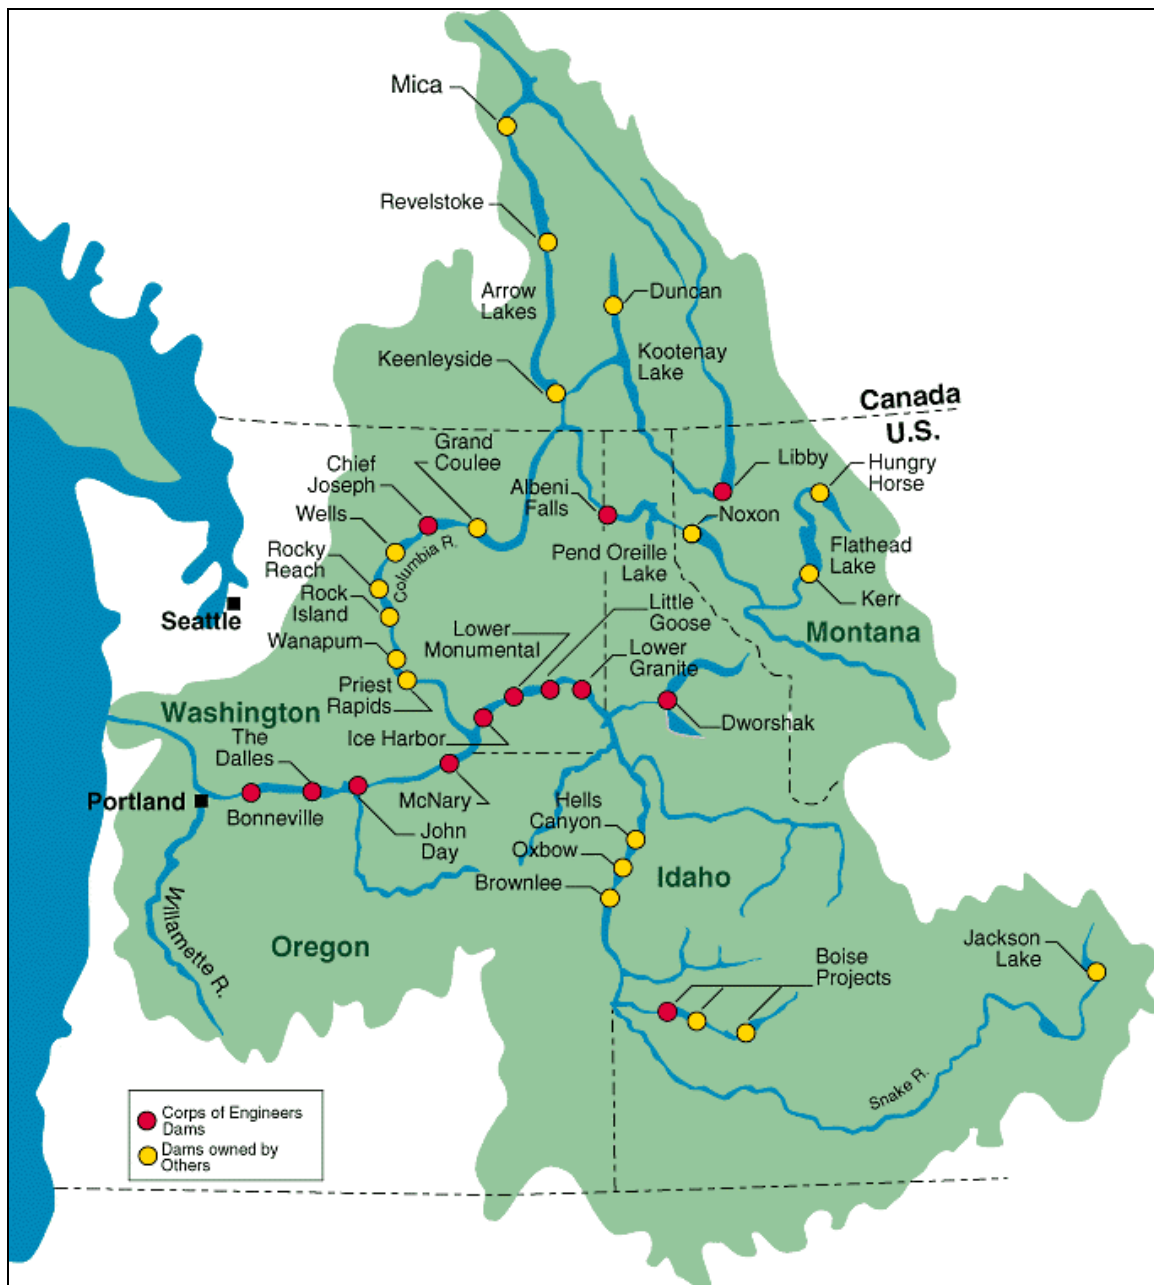 Mica
Revelstoke
Arrow
Lakes
Duncan
Kootenay
Lake
Keenleyside
Canada
U.S.
Grand
Coulee
Chief
Joseph
Wells
Rocky
Reach
Rock
Island
Wanapum
Priest
Rapids
Columbia R.
Albeni
Falls
Libby
Hungry
Horse
Noxon
Pend Oreille
Lake
Flathead
Lake
Kerr
Montana
Seattle
Little
Goose
Lower
Monumental
Lower
Granite
Washington
Ice Harbor
Dworshak
The
Dalles
Portland
Bonneville
McNary
John
Day
Hells
Canyon
Oxbow
Brownlee
Idaho
Willamette R.
Oregon
Boise
Projects
Jackson
Lake
Snake R.
Corps of Engineers
Dams
Dams owned by
Others